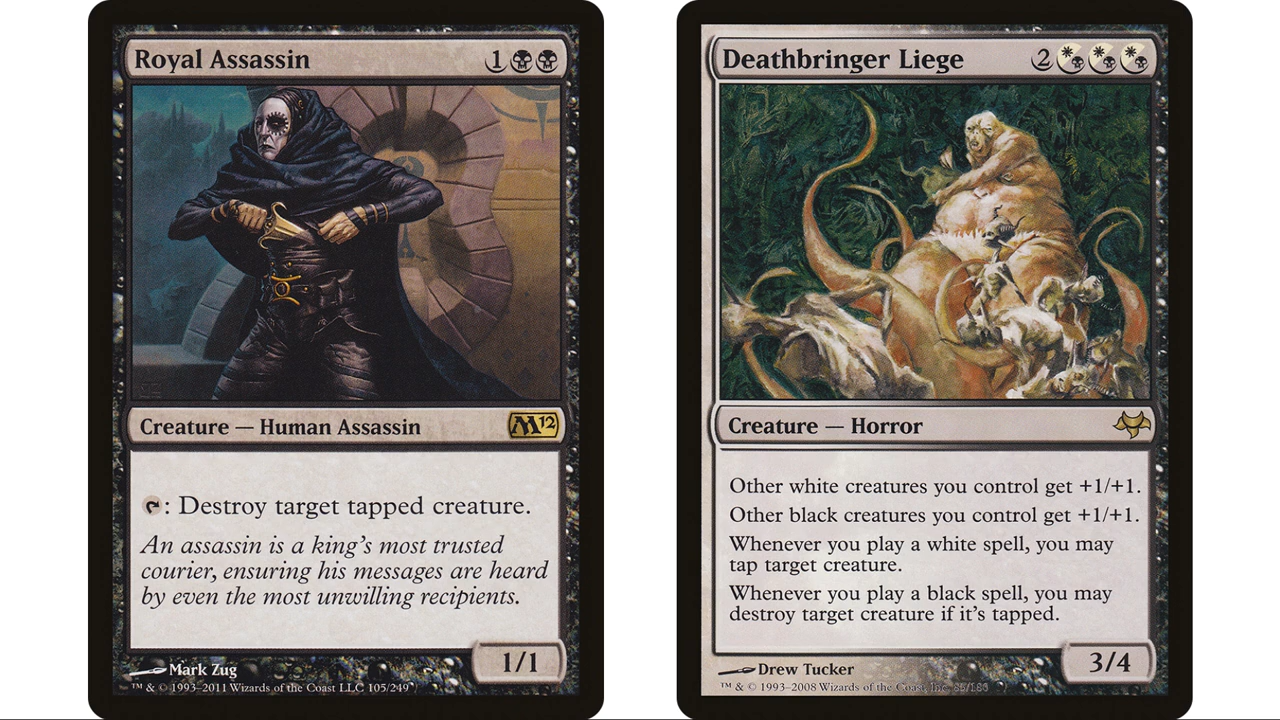 Royal Assassin
1
Creature — Human Assassin
M12
: Destroy target tapped creature.
An assassin is a king's most trusted
courier, ensuring his messages are heard
by even the most unwilling recipients.
1/1
Mark Zug
™ & © 1993–2011 Wizards of the Coast LLC 105/249
Deathbringer Liege
2
Creature — Horror
Other white creatures you control get +1/+1.
Other black creatures you control get +1/+1.
Whenever you play a white spell, you may
tap target creature.
Whenever you play a black spell, you may
destroy target creature if it's tapped.
3/4
Drew Tucker
™ & © 1993–2008 Wizards of the Coast, Inc.